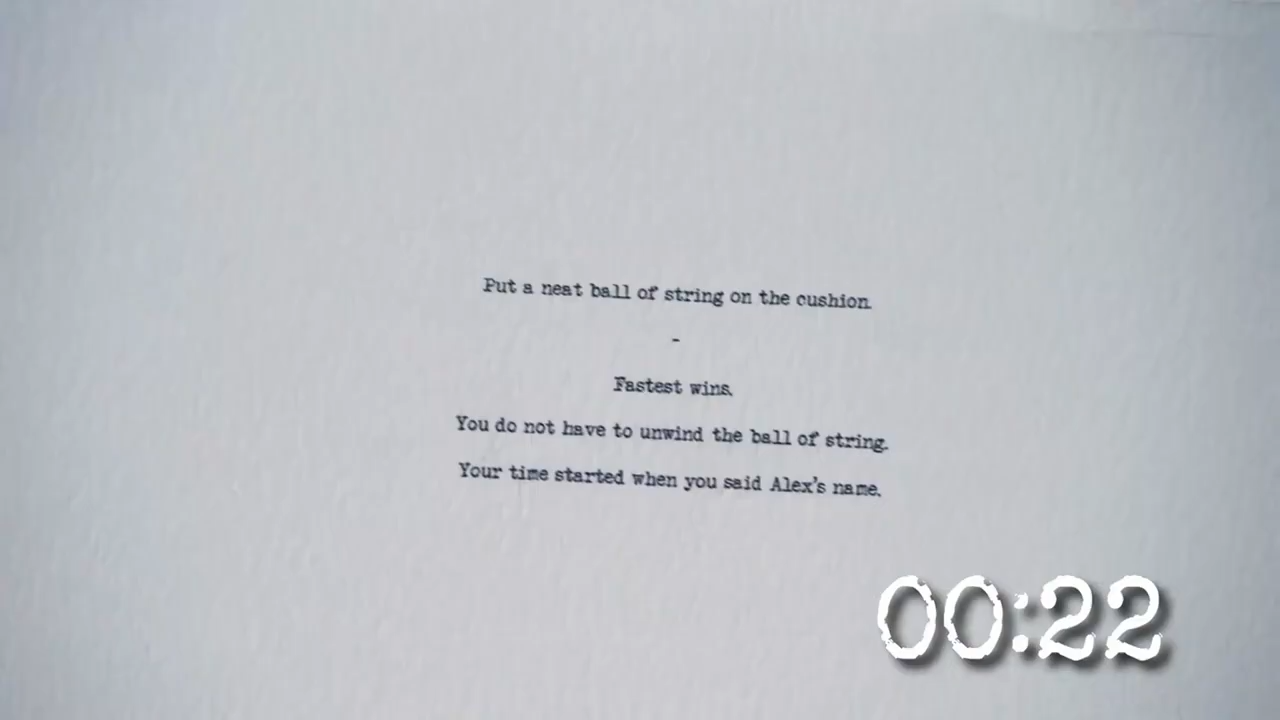 Put a neat ball of string on the cushion.
-
Fastest wins.
You do not have to unwind the ball of string.
Your time started when you said Alex's name.
00:22